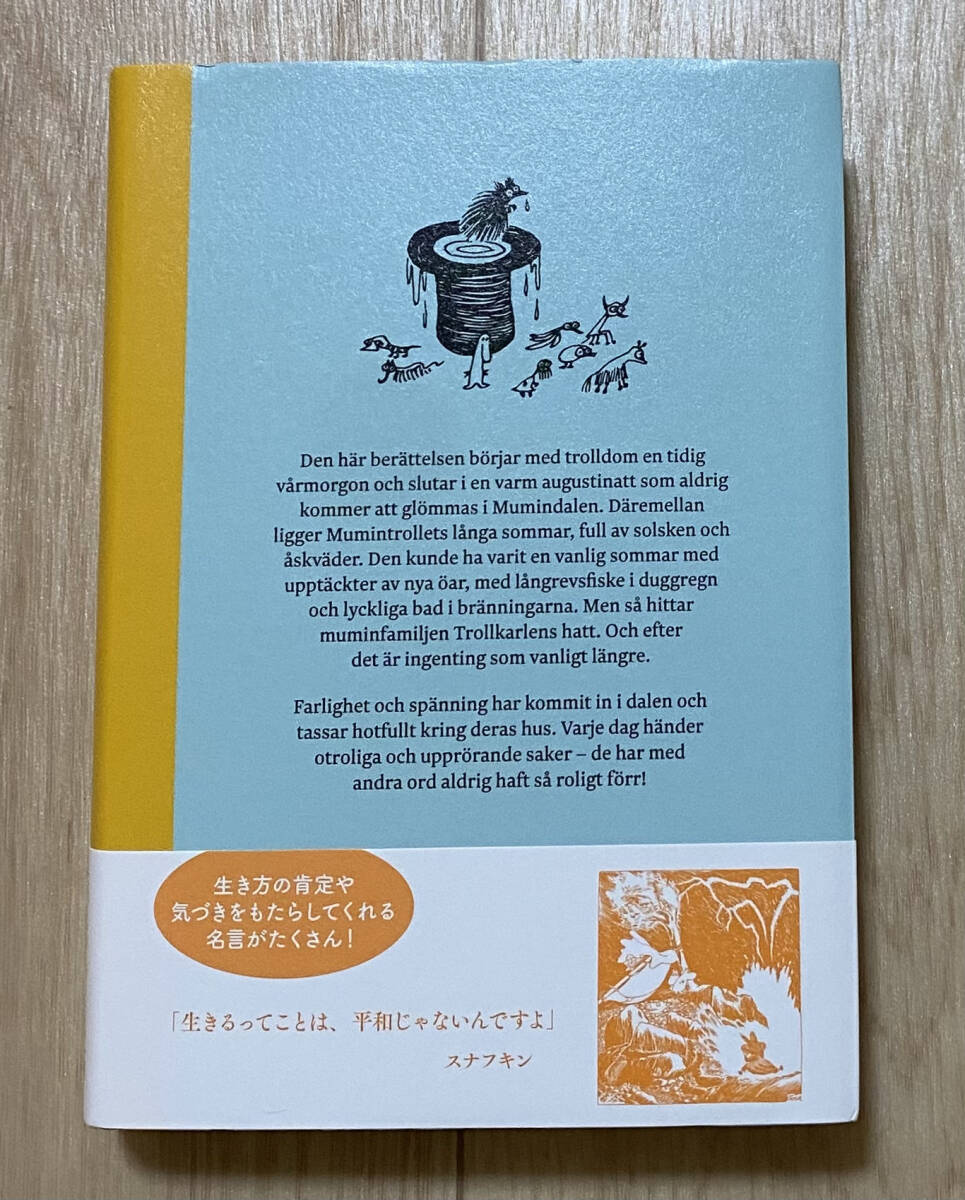 Den här berättelsen börjar med trolldom en tidig
vårmorgon och slutar i en varm augustinatt som aldrig
kommer att glömmas i Mumindalen. Däremellan
ligger Mumintrollets långa sommar, full av solsken och
åskväder. Den kunde ha varit en vanlig sommar med
upptäckter av nya öar, med långrevsfiske i duggregn
och lyckliga bad i bränningarna. Men så hittar
muminfamiljen Trollkarlens hatt. Och efter
det är ingenting som vanligt längre.
Farlighet och spänning har kommit in i dalen och
tassar hotfullt kring deras hus. Varje dag händer
otroliga och upprörande saker – de har med
andra ord aldrig haft så roligt förr!
生き方の肯定や
気づきをもたらしてくれる
名言がたくさん!
「生きるってことは、平和じゃないんですよ」
スナフキン